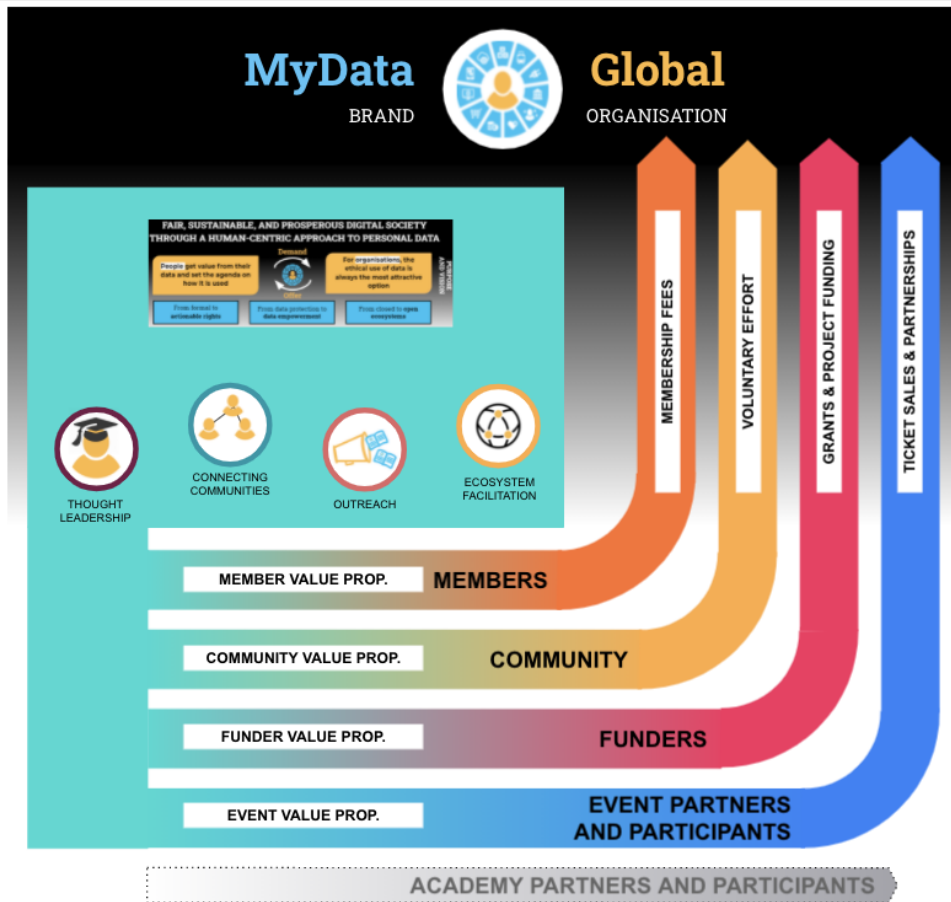 MyData
Global
BRAND
ORGANISATION
FAIR, SUSTAINABLE, AND PROSPEROUS DIGITAL SOCIETY
THROUGH A HUMAN-CENTRIC APPROACH TO PERSONAL DATA
Demand
People get value from their
data and set the agenda on
how it is used
For organisations, the
ethical use of data is
always the most attractive
option
Offer
PURPOSE
AND VISION
From formal to
actionable rights
From data protection to
data empowerment
From closed to open
ecosystems
THOUGHT
LEADERSHIP
CONNECTING
COMMUNITIES
OUTREACH
ECOSYSTEM
FACILITATION
MEMBERSHIP FEES
VOLUNTARY EFFORT
GRANTS & PROJECT FUNDING
TICKET SALES & PARTNERSHIPS
MEMBER VALUE PROP.
MEMBERS
COMMUNITY VALUE PROP.
COMMUNITY
FUNDER VALUE PROP.
FUNDERS
EVENT VALUE PROP.
EVENT PARTNERS
AND PARTICIPANTS
ACADEMY PARTNERS AND PARTICIPANTS